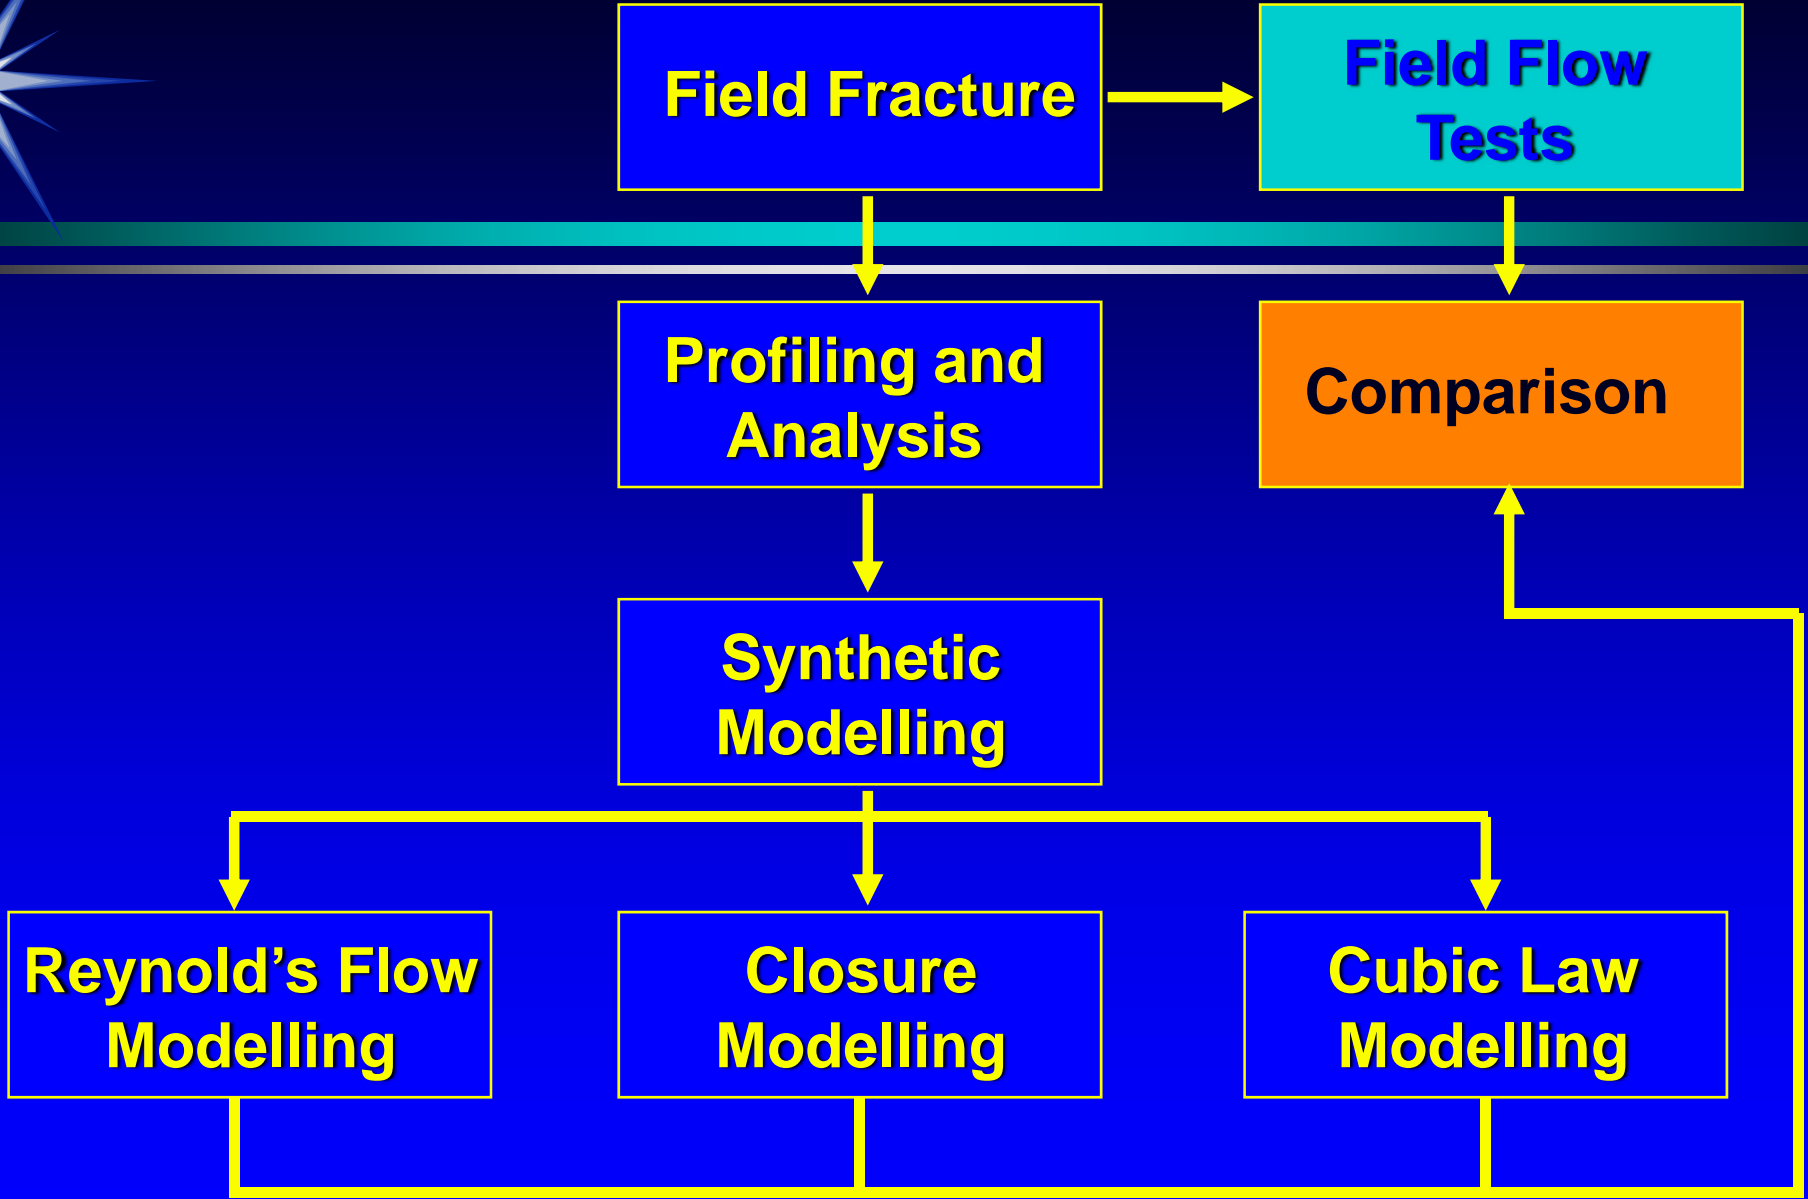 Field Fracture
Field Flow
Tests
Profiling and
Analysis
Comparison
Synthetic
Modelling
Reynold’s Flow
Modelling
Closure
Modelling
Cubic Law
Modelling